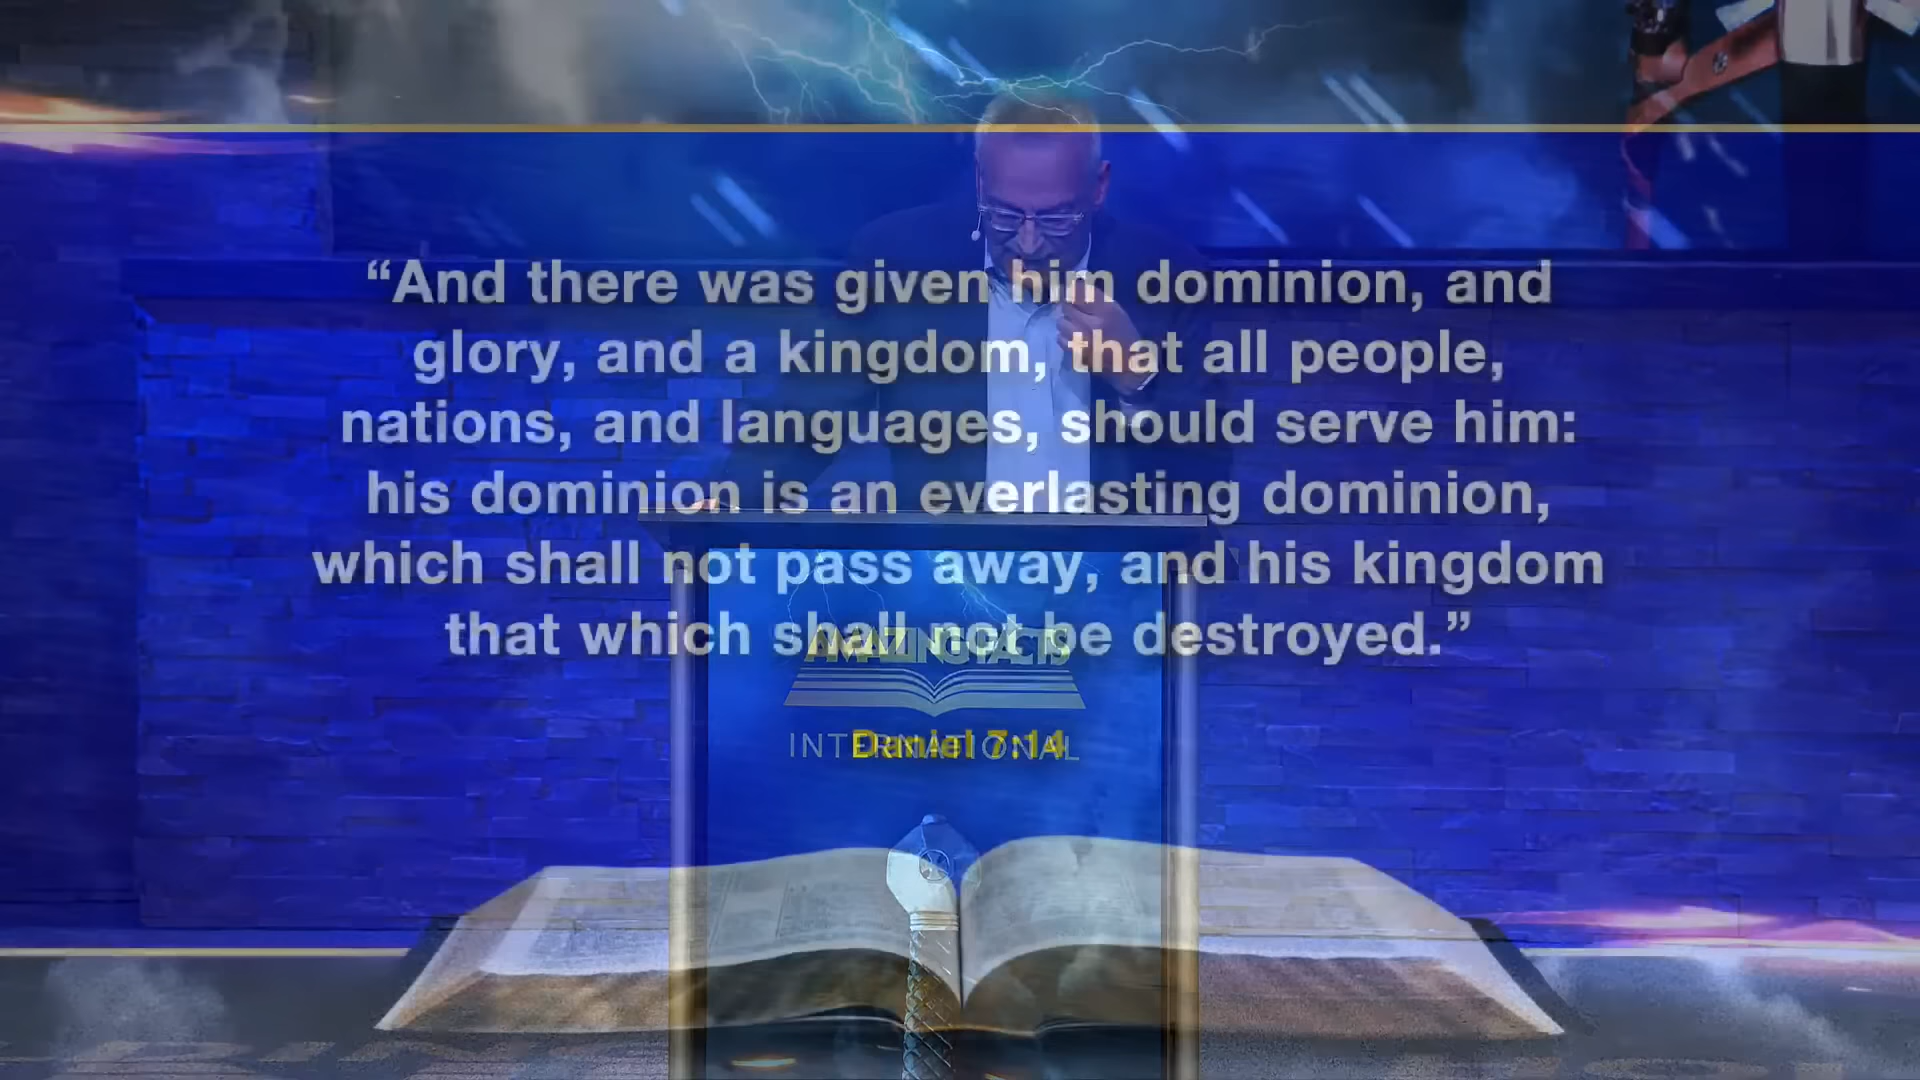 “And there was given him dominion, and
glory, and a kingdom, that all people,
nations, and languages, should serve him:
his dominion is an everlasting dominion,
which shall not pass away, and his kingdom
that which shall not be destroyed.”
AMAZING FACTS
INTERNATIONAL
Daniel 7:14